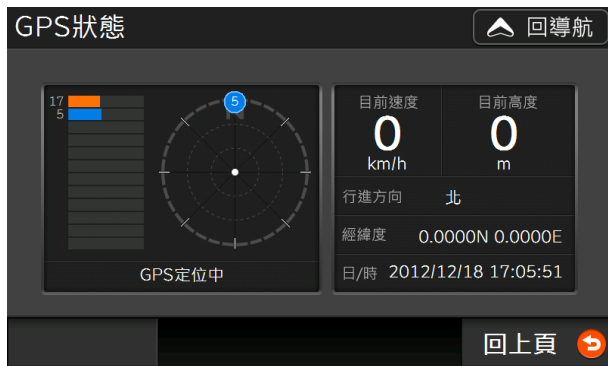 GPS狀態
回導航
17
5
5
N
GPS定位中
目前速度
0
km/h
目前高度
0
m
行進方向 北
經緯度 0.0000N 0.0000E
日/時 2012/12/18 17:05:51
回上頁